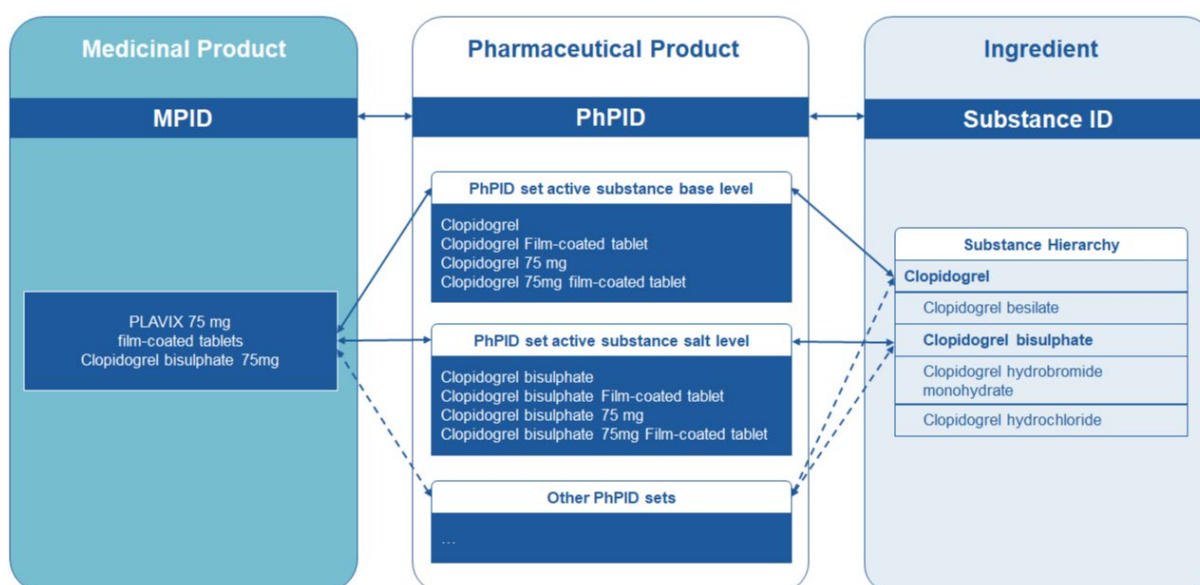 Medicinal Product
MPID
PLAVIX 75 mg
film-coated tablets
Clopidogrel bisulphate 75mg
Pharmaceutical Product
PhPID
PhPID set active substance base level
Clopidogrel
Clopidogrel Film-coated tablet
Clopidogrel 75 mg
Clopidogrel 75mg film-coated tablet
PhPID set active substance salt level
Clopidogrel bisulphate
Clopidogrel bisulphate Film-coated tablet
Clopidogrel bisulphate 75 mg
Clopidogrel bisulphate 75mg Film-coated tablet
Other PhPID sets
...
Ingredient
Substance ID
Substance Hierarchy
Clopidogrel
Clopidogrel besilate
Clopidogrel bisulphate
Clopidogrel hydrobromide
monohydrate
Clopidogrel hydrochloride